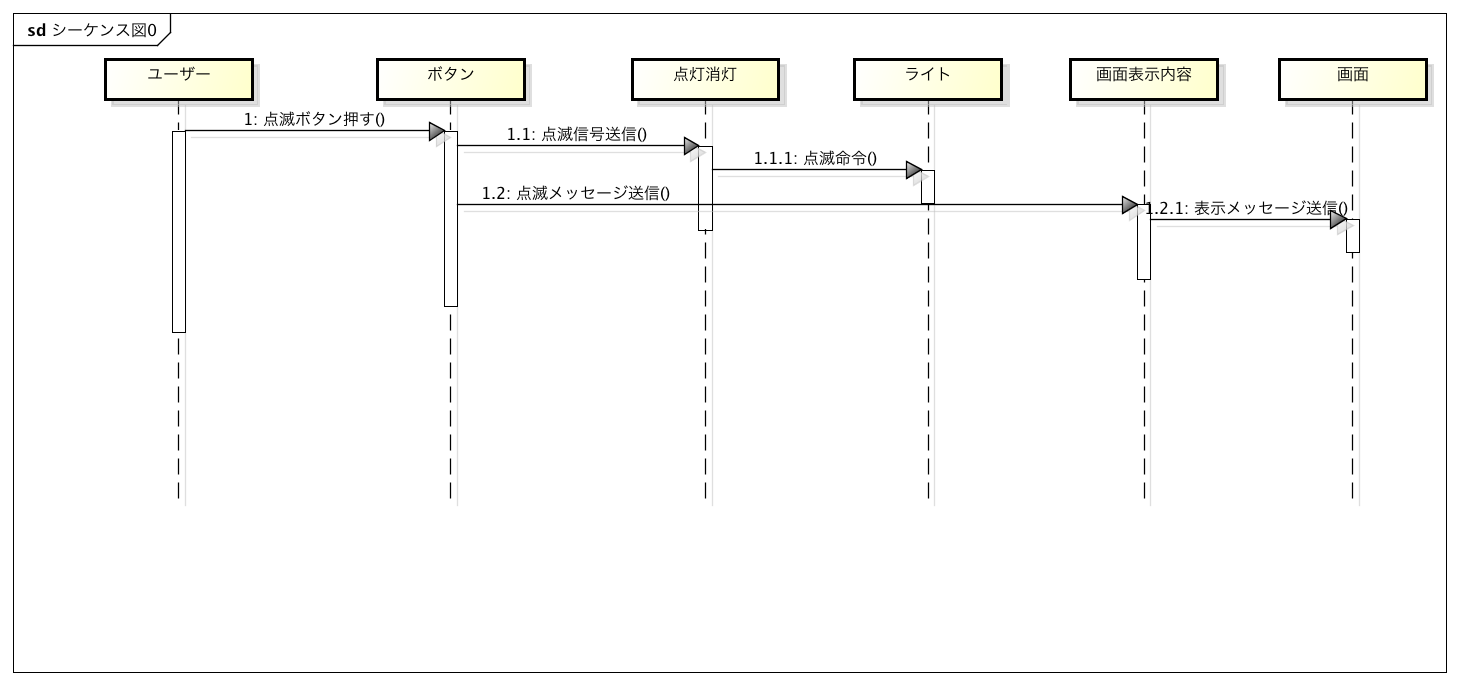 sd シーケンス図0
ユーザー
ボタン
点灯消灯
ライト
画面表示内容
画面
1: 点滅ボタン押す()
1.1: 点滅信号送信()
1.1.1: 点滅命令()
1.2: 点滅メッセージ送信()
1.2.1: 表示メッセージ送信()